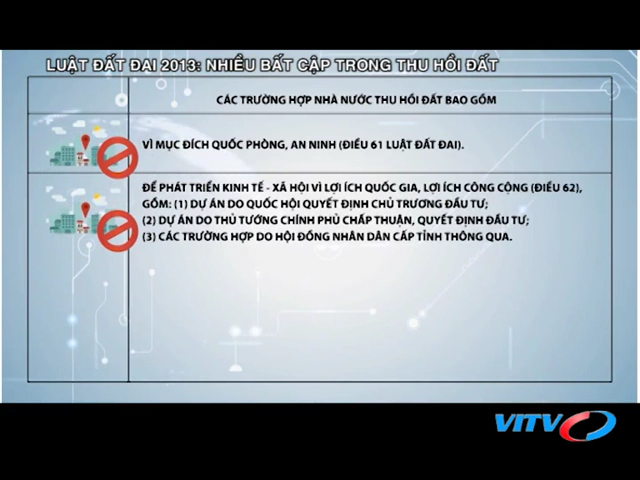 LUẬT ĐẤT ĐAI 2013: NHIỀU BẤT CẬP TRONG THU HỒI ĐẤT
CÁC TRƯỜNG HỢP NHÀ NƯỚC THU HỒI ĐẤT BAO GỒM
VÌ MỤC ĐÍCH QUỐC PHÒNG, AN NINH (ĐIỀU 61 LUẬT ĐẤT ĐAI).
ĐỂ PHÁT TRIỂN KINH TẾ - XÃ HỘI VÌ LỢI ÍCH QUỐC GIA, LỢI ÍCH CÔNG CỘNG (ĐIỀU 62),
GỒM: (1) DỰ ÁN DO QUỐC HỘI QUYẾT ĐỊNH CHỦ TRƯƠNG ĐẦU TƯ;
(2) DỰ ÁN DO THỦ TƯỚNG CHÍNH PHỦ CHẤP THUẬN, QUYẾT ĐỊNH ĐẦU TƯ;
(3) CÁC TRƯỜNG HỢP DO HỘI ĐỒNG NHÂN DÂN CẤP TỈNH THÔNG QUA.
VITV